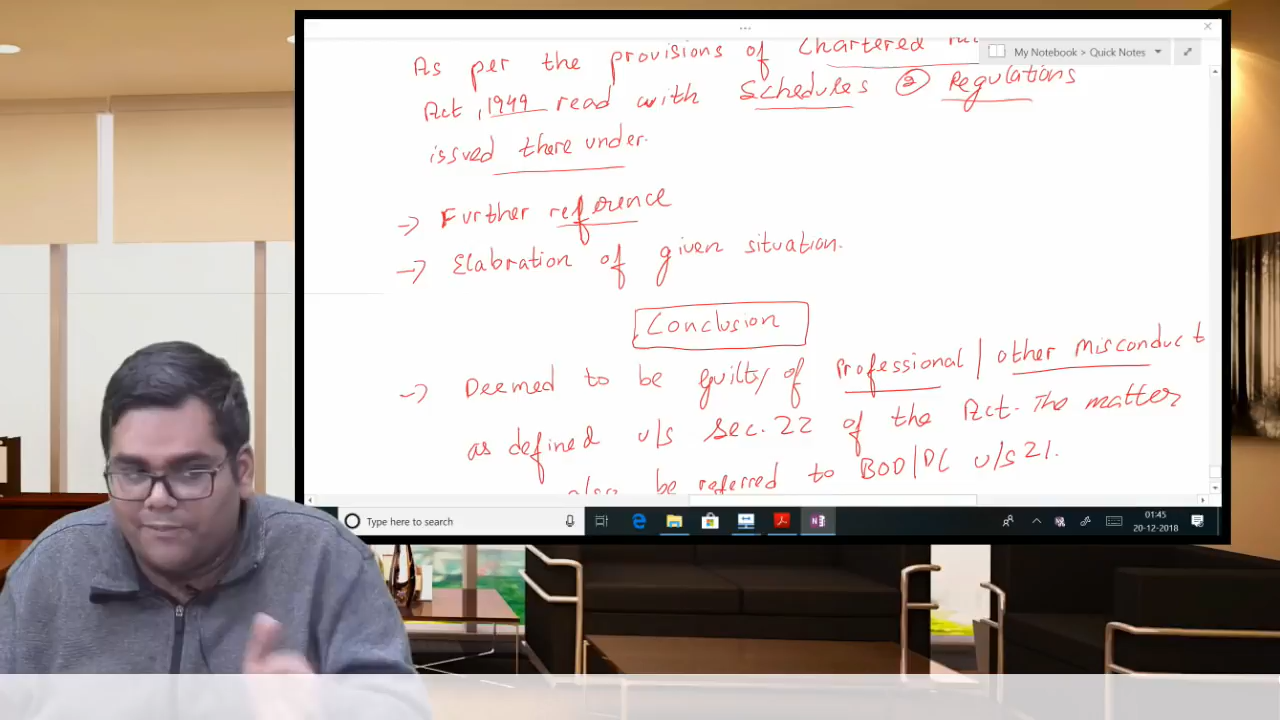 My Notebook > Quick Notes
As per the provisions of Chartered
Act, 1949 read with Schedules & Regulations
issued there under.
→ Further reference
→ Elabration of given situation.
Conclusion
→ Deemed to be guilty of Professional / other misconduct
as defined u/s sec. 22 of the Act. The matter
also be referred to BOD/DC u/s 21.
Type here to search
01:45
20-12-2018